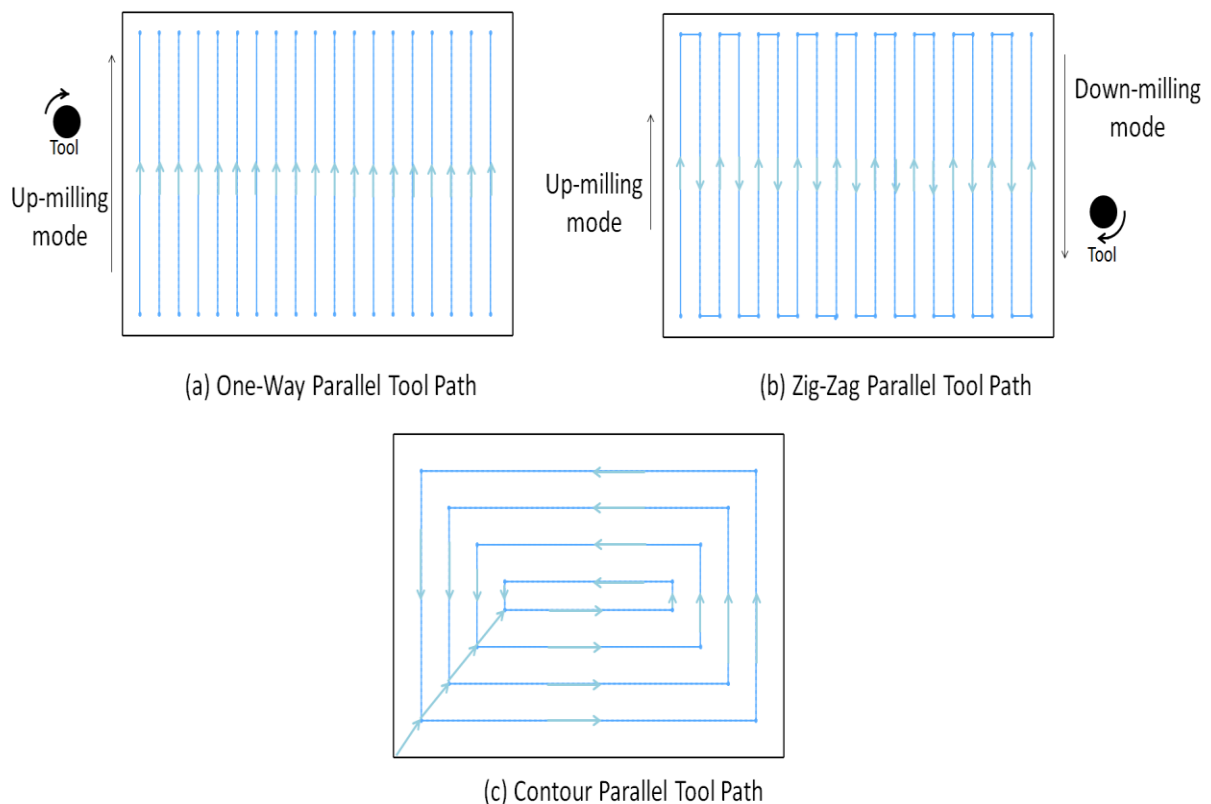 Tool
Up-milling
mode
(a) One-Way Parallel Tool Path
Up-milling
mode
Down-milling
mode
Tool
(b) Zig-Zag Parallel Tool Path
(c) Contour Parallel Tool Path